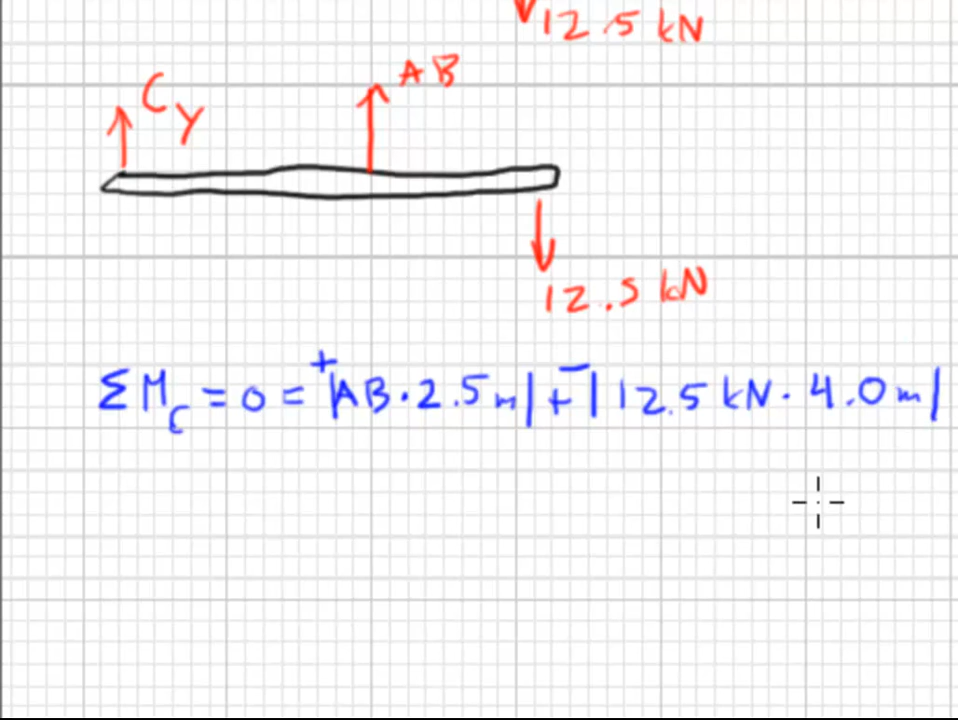 12.5 kN
AB
Cy
12.5 kN
ΣMc = 0 = +|AB·2.5m| + -|12.5 kN·4.0m|